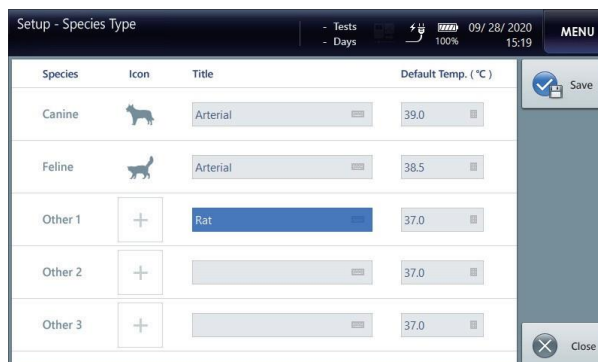 Setup - Species Type
- Tests
- Days
100%
09/ 28/ 2020
15:19
MENU
Species Icon Title Default Temp. ( °C )
Canine Arterial 39.0
Feline Arterial 38.5
Other 1 Rat 37.0
Other 2 37.0
Other 3 37.0
Save
Close